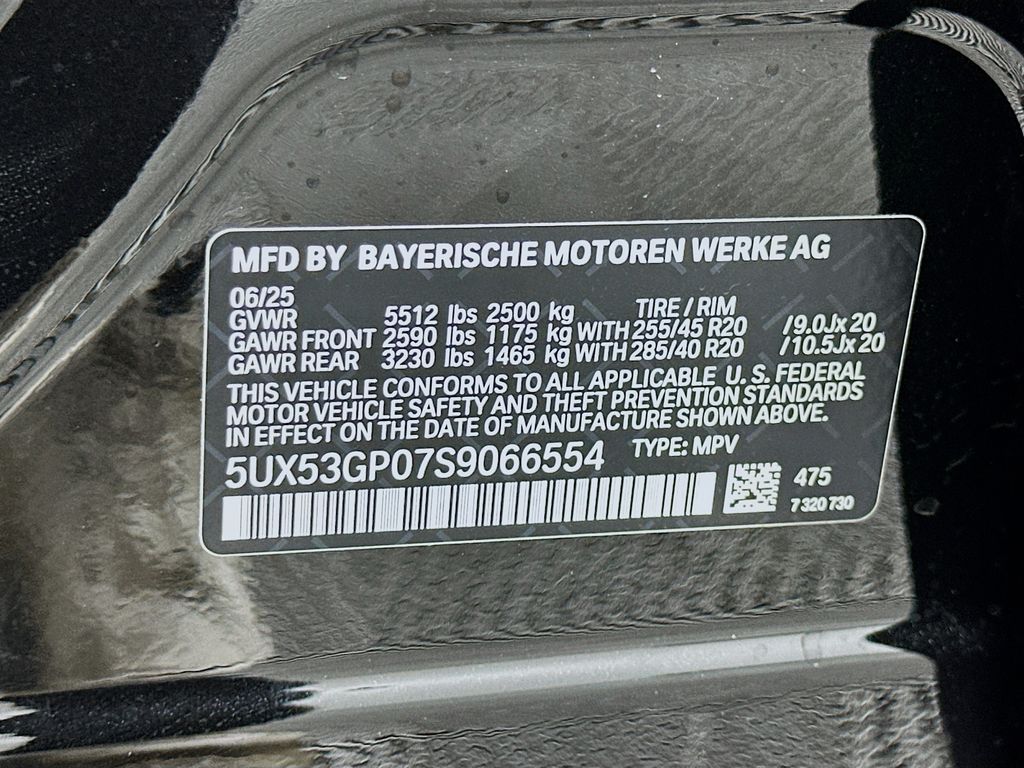 MFD BY BAYERISCHE MOTOREN WERKE AG
06/25
GVWR 5512 lbs 2500 kg TIRE / RIM
GAWR FRONT 2590 lbs 1175 kg WITH 255/45 R20 /9.0Jx20
GAWR REAR 3230 lbs 1465 kg WITH 285/40 R20 /10.5Jx20
THIS VEHICLE CONFORMS TO ALL APPLICABLE U. S. FEDERAL
MOTOR VEHICLE SAFETY AND THEFT PREVENTION STANDARDS
IN EFFECT ON THE DATE OF MANUFACTURE SHOWN ABOVE.
5UX53GP07S9066554 TYPE: MPV
475
7 320 730